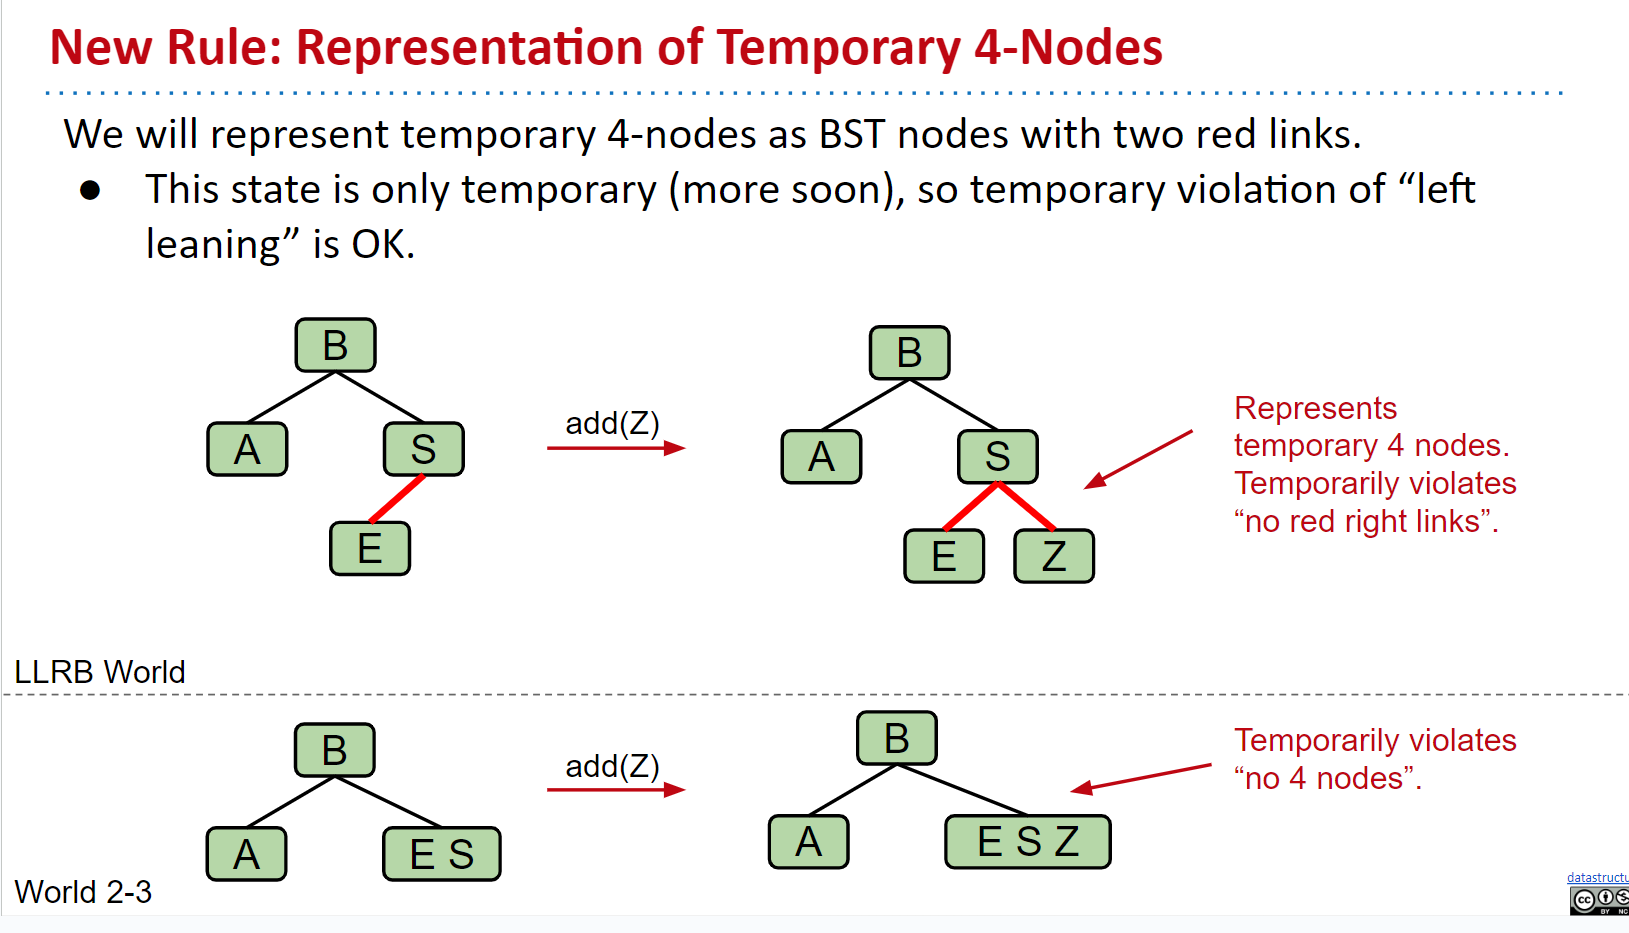 New Rule: Representation of Temporary 4-Nodes
We will represent temporary 4-nodes as BST nodes with two red links.
● This state is only temporary (more soon), so temporary violation of “left
leaning” is OK.
B
A
S
E
add(Z)
B
A
S
E
Z
Represents
temporary 4 nodes.
Temporarily violates
“no red right links”.
LLRB World
B
A
E S
add(Z)
B
A
E S Z
Temporarily violates
“no 4 nodes”.
World 2-3
datastructu
cc
BY NC